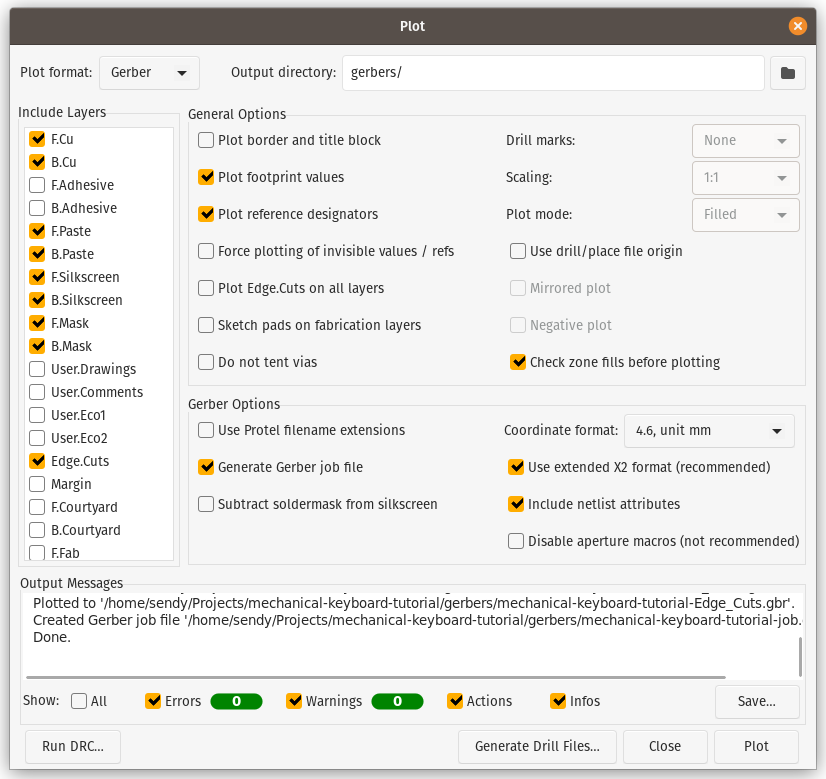 Plot
Plot format: Gerber Output directory: gerbers/
Include Layers
F.Cu
B.Cu
F.Adhesive
B.Adhesive
F.Paste
B.Paste
F.Silkscreen
B.Silkscreen
F.Mask
B.Mask
User.Drawings
User.Comments
User.Eco1
User.Eco2
Edge.Cuts
Margin
F.Courtyard
B.Courtyard
F.Fab
General Options
Plot border and title block
Plot footprint values
Plot reference designators
Force plotting of invisible values / refs
Plot Edge.Cuts on all layers
Sketch pads on fabrication layers
Do not tent vias
Drill marks: None
Scaling: 1:1
Plot mode: Filled
Use drill/place file origin
Mirrored plot
Negative plot
Check zone fills before plotting
Gerber Options
Use Protel filename extensions
Generate Gerber job file
Subtract soldermask from silkscreen
Coordinate format: 4.6, unit mm
Use extended X2 format (recommended)
Include netlist attributes
Disable aperture macros (not recommended)
Output Messages
Plotted to '/home/sendy/Projects/mechanical-keyboard-tutorial/gerbers/mechanical-keyboard-tutorial-Edge_Cuts.gbr'.
Created Gerber job file '/home/sendy/Projects/mechanical-keyboard-tutorial/gerbers/mechanical-keyboard-tutorial-job.
Done.
Show: All Errors 0 Warnings 0 Actions Infos Save...
Run DRC... Generate Drill Files... Close Plot